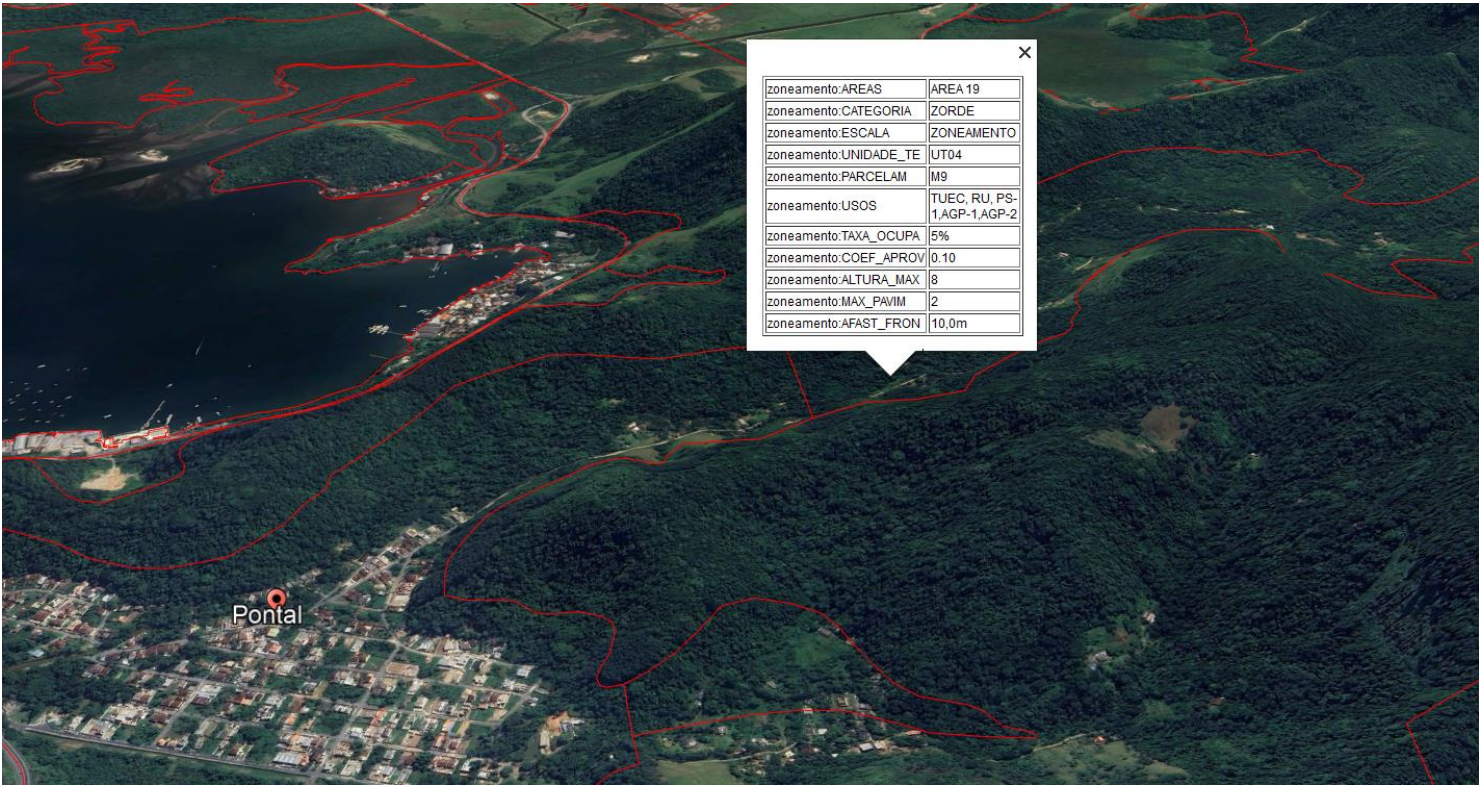 ×
zoneamento:AREAS AREA 19
zoneamento:CATEGORIA ZORDE
zoneamento:ESCALA ZONEAMENTO
zoneamento:UNIDADE_TE UT04
zoneamento:PARCELAM M9
zoneamento:USOS TUEC, RU, PS-
1,AGP-1,AGP-2
zoneamento:TAXA_OCUPA 5%
zoneamento:COEF_APROV 0.10
zoneamento:ALTURA_MAX 8
zoneamento:MAX_PAVIM 2
zoneamento:AFAST_FRON 10,0m
Pontal